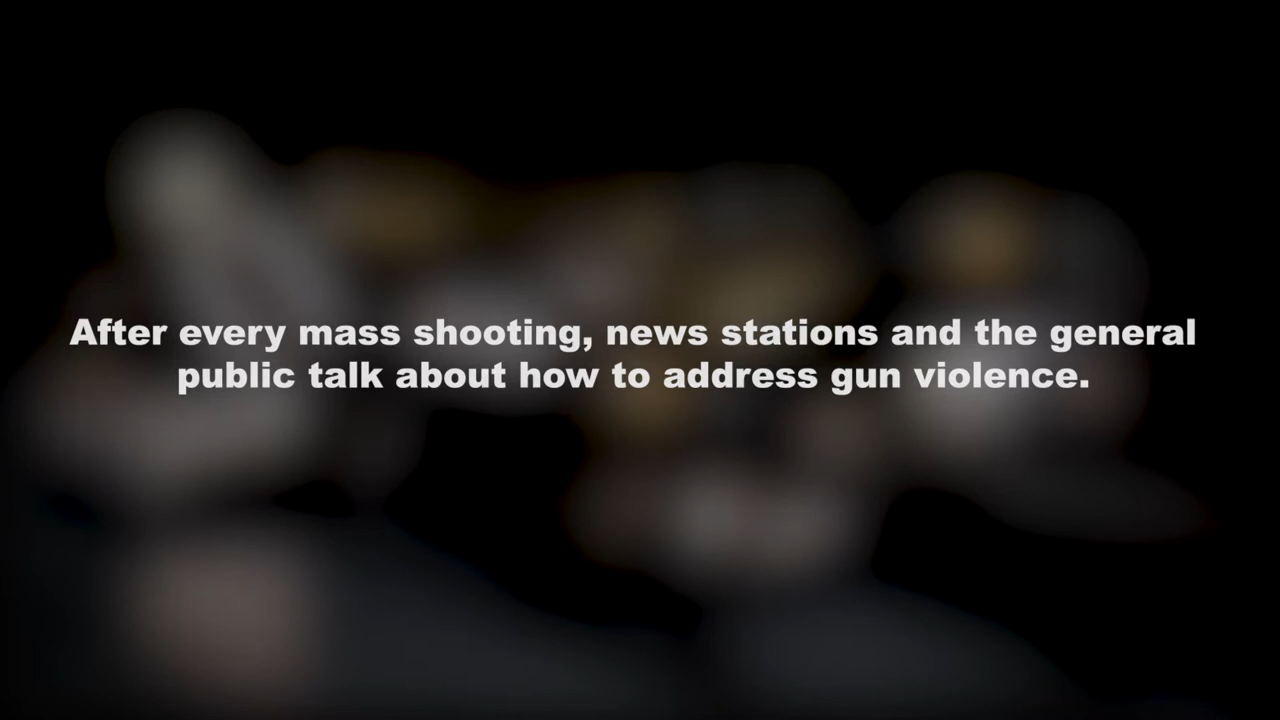 After every mass shooting, news stations and the general
public talk about how to address gun violence.